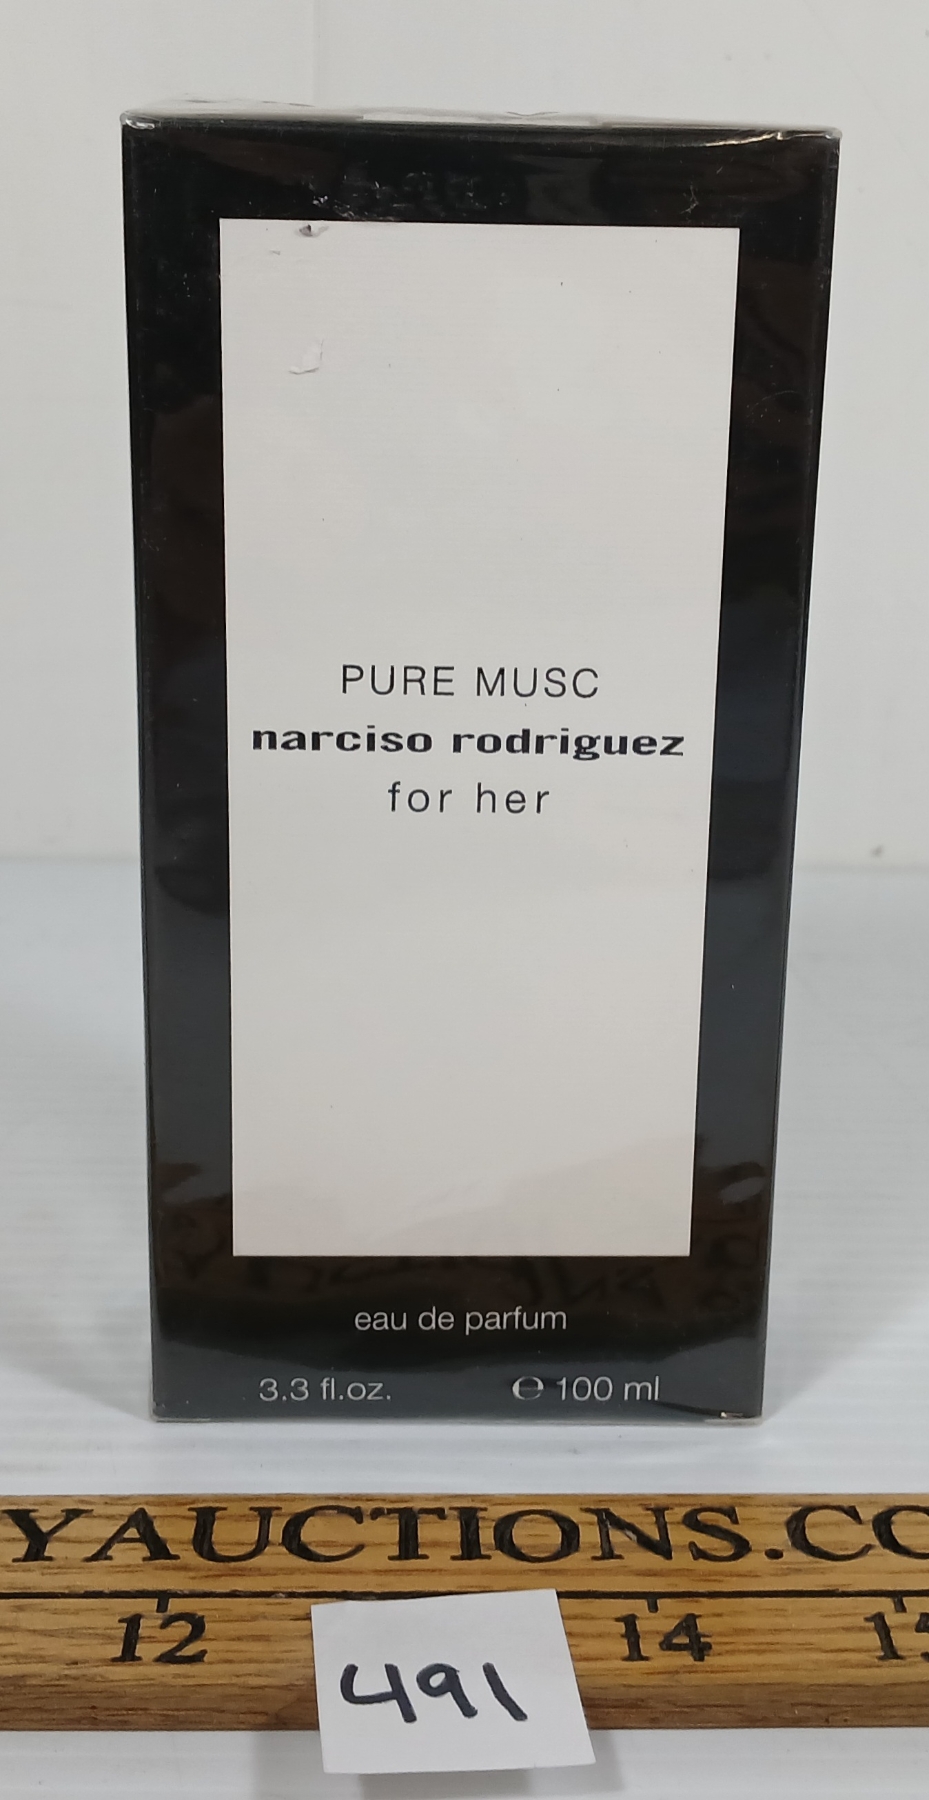 PURE MUSC
narciso rodriguez
for her
eau de parfum
3.3 fl.oz. ℮ 100 ml
YAUCTIONS.CO
12 14 15
491